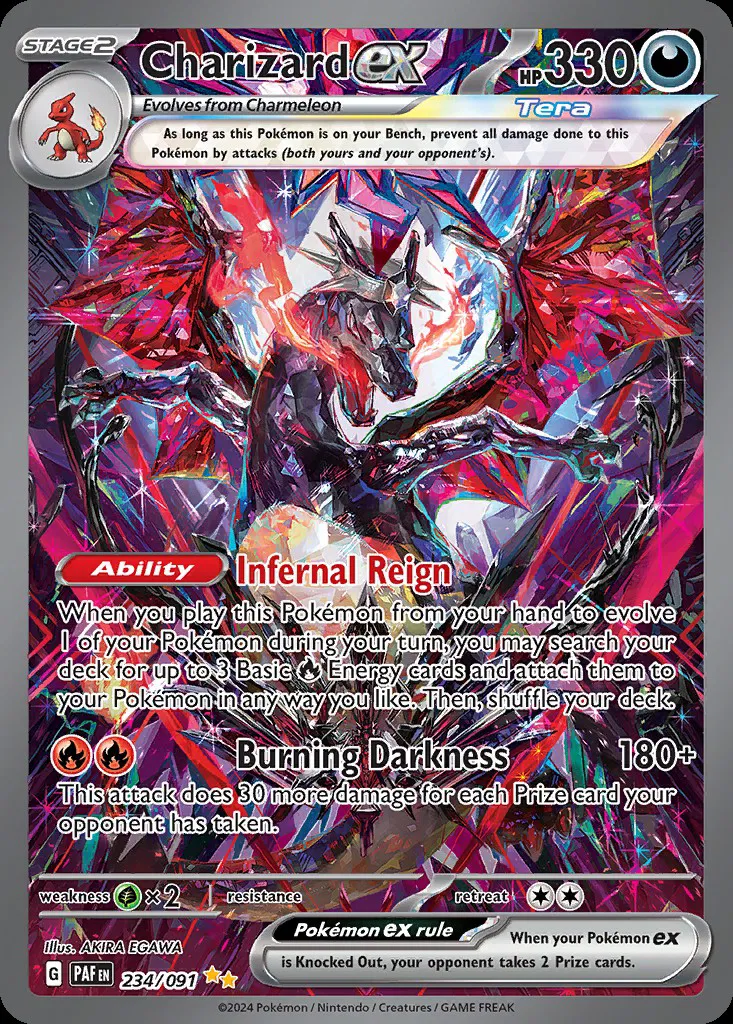 STAGE2 Charizard ex HP330
Evolves from Charmeleon Tera
As long as this Pokémon is on your Bench, prevent all damage done to this
Pokémon by attacks (both yours and your opponent's).
Ability Infernal Reign
When you play this Pokémon from your hand to evolve
1 of your Pokémon during your turn, you may search your
deck for up to 3 Basic Energy cards and attach them to
your Pokémon in any way you like. Then, shuffle your deck.
Burning Darkness 180+
This attack does 30 more damage for each Prize card your
opponent has taken.
weakness ×2 resistance retreat
Illus. AKIRA EGAWA
Pokémon ex rule When your Pokémon ex
is Knocked Out, your opponent takes 2 Prize cards.
G PAF EN 234/091
©2024 Pokémon / Nintendo / Creatures / GAME FREAK